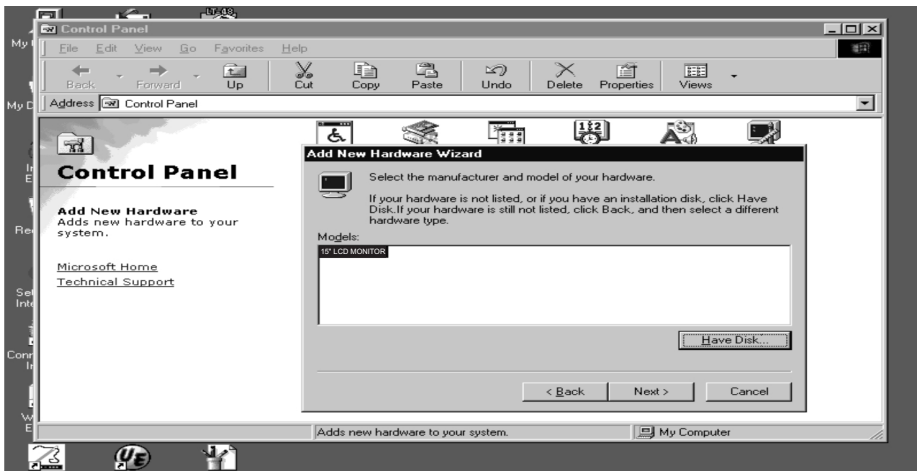 Control Panel
File Edit View Go Favorites Help
Back Forward Up Cut Copy Paste Undo Delete Properties Views
Address Control Panel
Control Panel
Add New Hardware
Adds new hardware to your
system.
Microsoft Home
Technical Support
Add New Hardware Wizard
Select the manufacturer and model of your hardware.
If your hardware is not listed, or if you have an installation disk, click Have
Disk.If your hardware is still not listed, click Back, and then select a different
hardware type.
Models:
15" LCD MONITOR
Have Disk...
< Back Next > Cancel
Adds new hardware to your system. My Computer